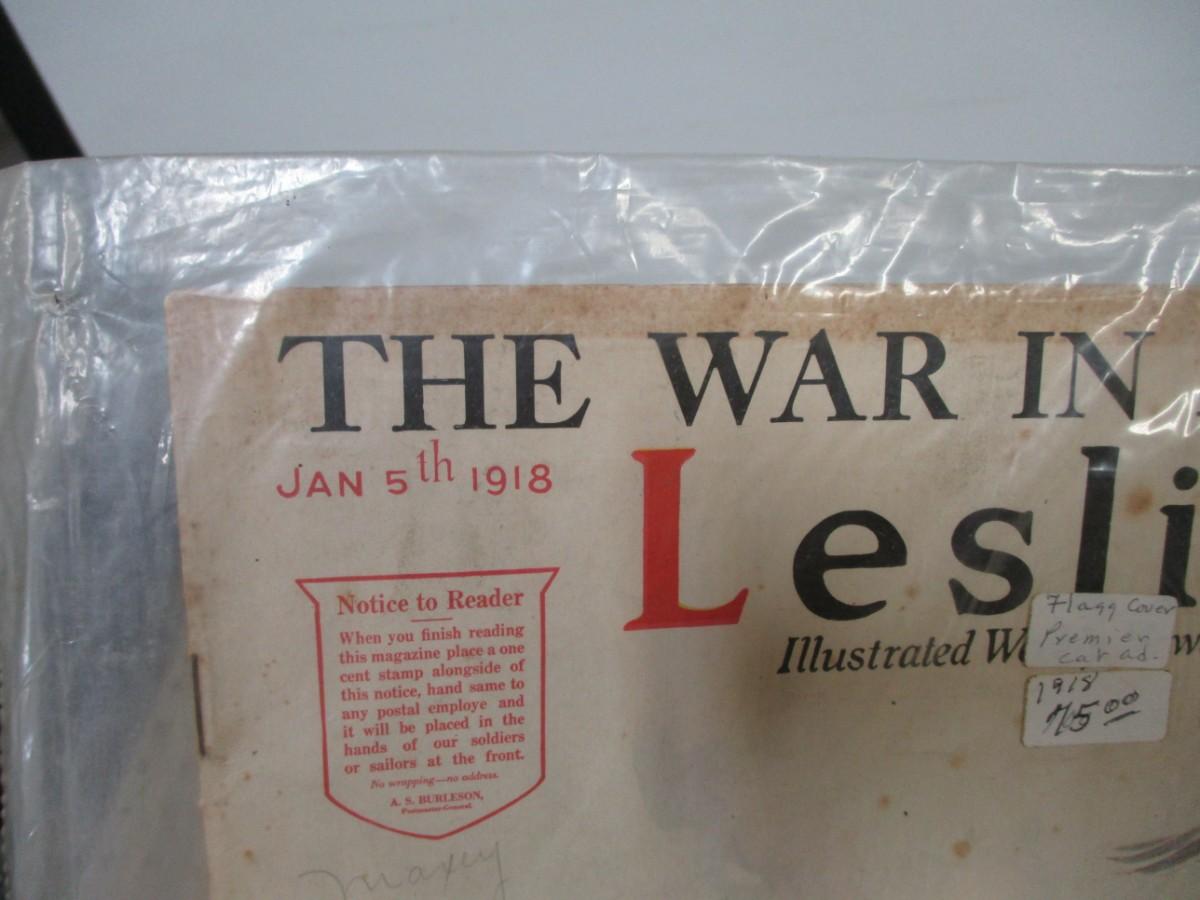 THE WAR IN
JAN 5th 1918
Lesli
Illustrated We
Flagg Cover
Premier
car ad.
1918
75.00
Notice to Reader
When you finish reading
this magazine place a one
cent stamp alongside of
this notice, hand same to
any postal employe and
it will be placed in the
hands of our soldiers
or sailors at the front.
No wrapping—no address.
A. S. BURLESON,
Postmaster-General.
Maxey